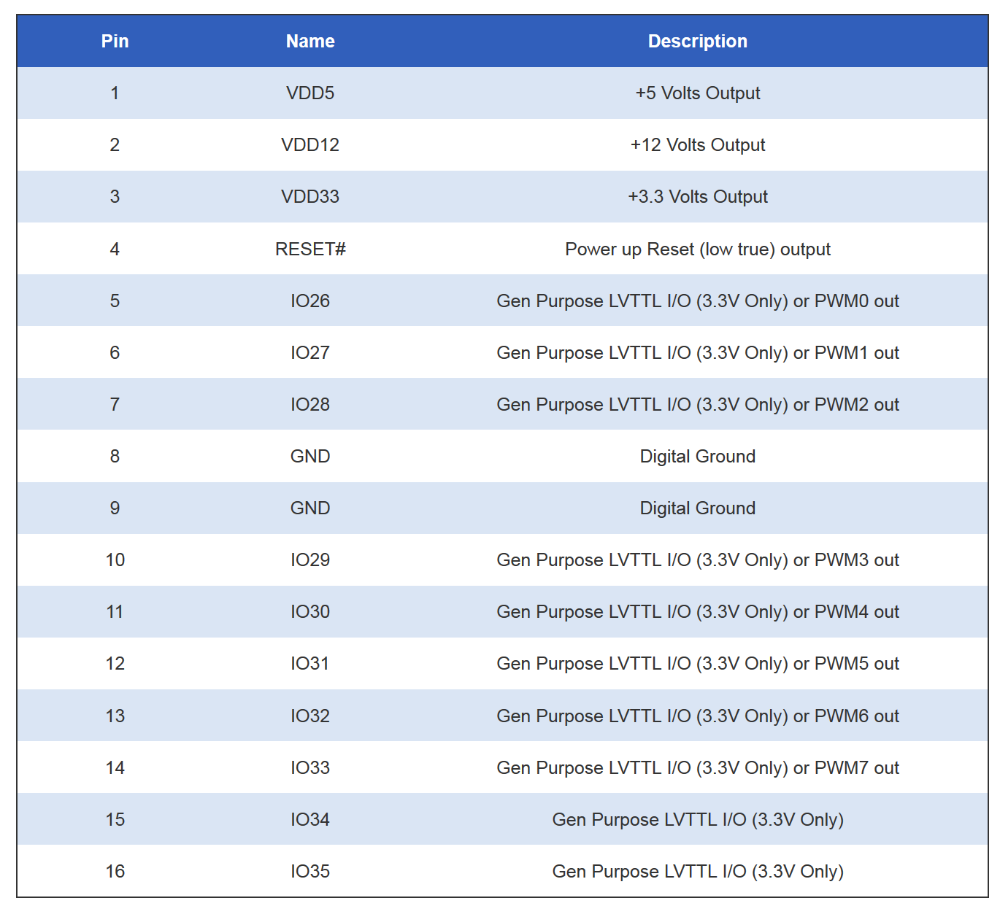 Pin Name Description
1 VDD5 +5 Volts Output
2 VDD12 +12 Volts Output
3 VDD33 +3.3 Volts Output
4 RESET# Power up Reset (low true) output
5 IO26 Gen Purpose LVTTL I/O (3.3V Only) or PWM0 out
6 IO27 Gen Purpose LVTTL I/O (3.3V Only) or PWM1 out
7 IO28 Gen Purpose LVTTL I/O (3.3V Only) or PWM2 out
8 GND Digital Ground
9 GND Digital Ground
10 IO29 Gen Purpose LVTTL I/O (3.3V Only) or PWM3 out
11 IO30 Gen Purpose LVTTL I/O (3.3V Only) or PWM4 out
12 IO31 Gen Purpose LVTTL I/O (3.3V Only) or PWM5 out
13 IO32 Gen Purpose LVTTL I/O (3.3V Only) or PWM6 out
14 IO33 Gen Purpose LVTTL I/O (3.3V Only) or PWM7 out
15 IO34 Gen Purpose LVTTL I/O (3.3V Only)
16 IO35 Gen Purpose LVTTL I/O (3.3V Only)